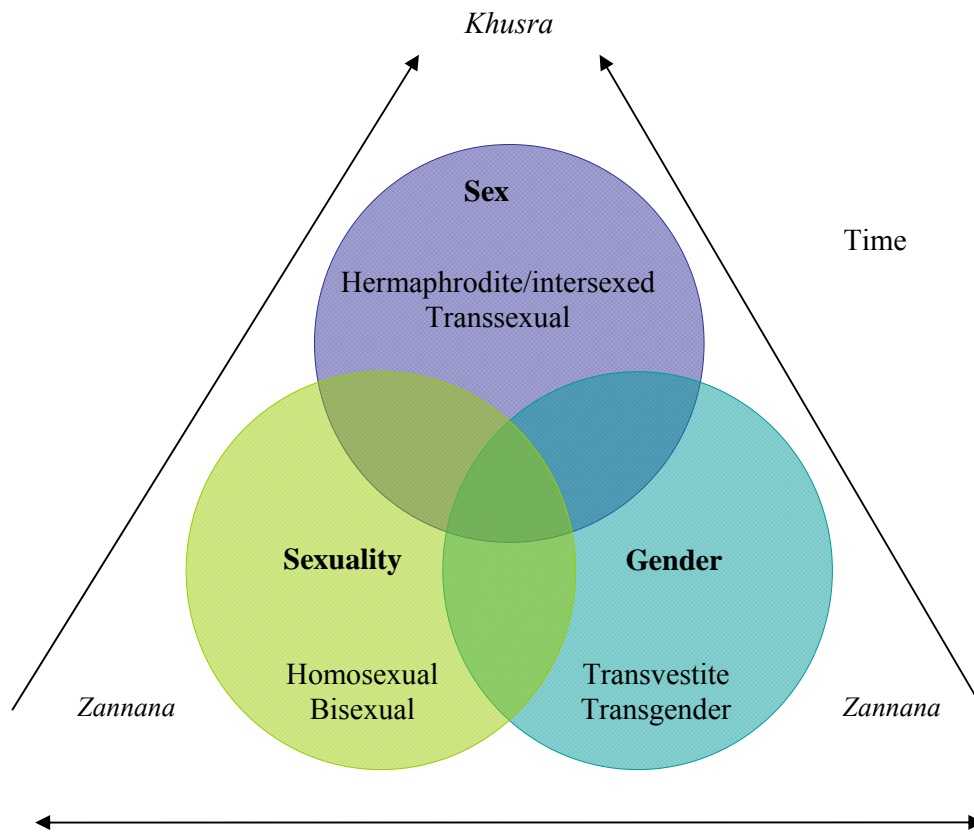 Khusra
Sex
Time
Hermaphrodite/intersexed
Transsexual
Sexuality
Gender
Homosexual
Bisexual
Transvestite
Transgender
Zannana
Zannana